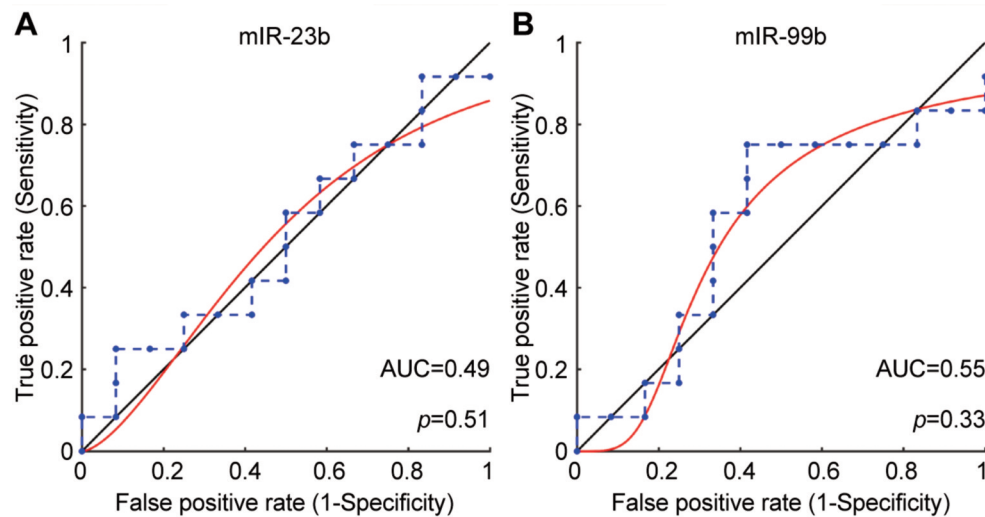 A
mIR-23b
True positive rate (Sensitivity)
1
0.8
0.6
0.4
0.2
0
AUC=0.49
p=0.51
0
0.2
0.4
0.6
0.8
1
False positive rate (1-Specificity)
B
mIR-99b
True positive rate (Sensitivity)
1
0.8
0.6
0.4
0.2
0
AUC=0.55
p=0.33
0
0.2
0.4
0.6
0.8
1
False positive rate (1-Specificity)